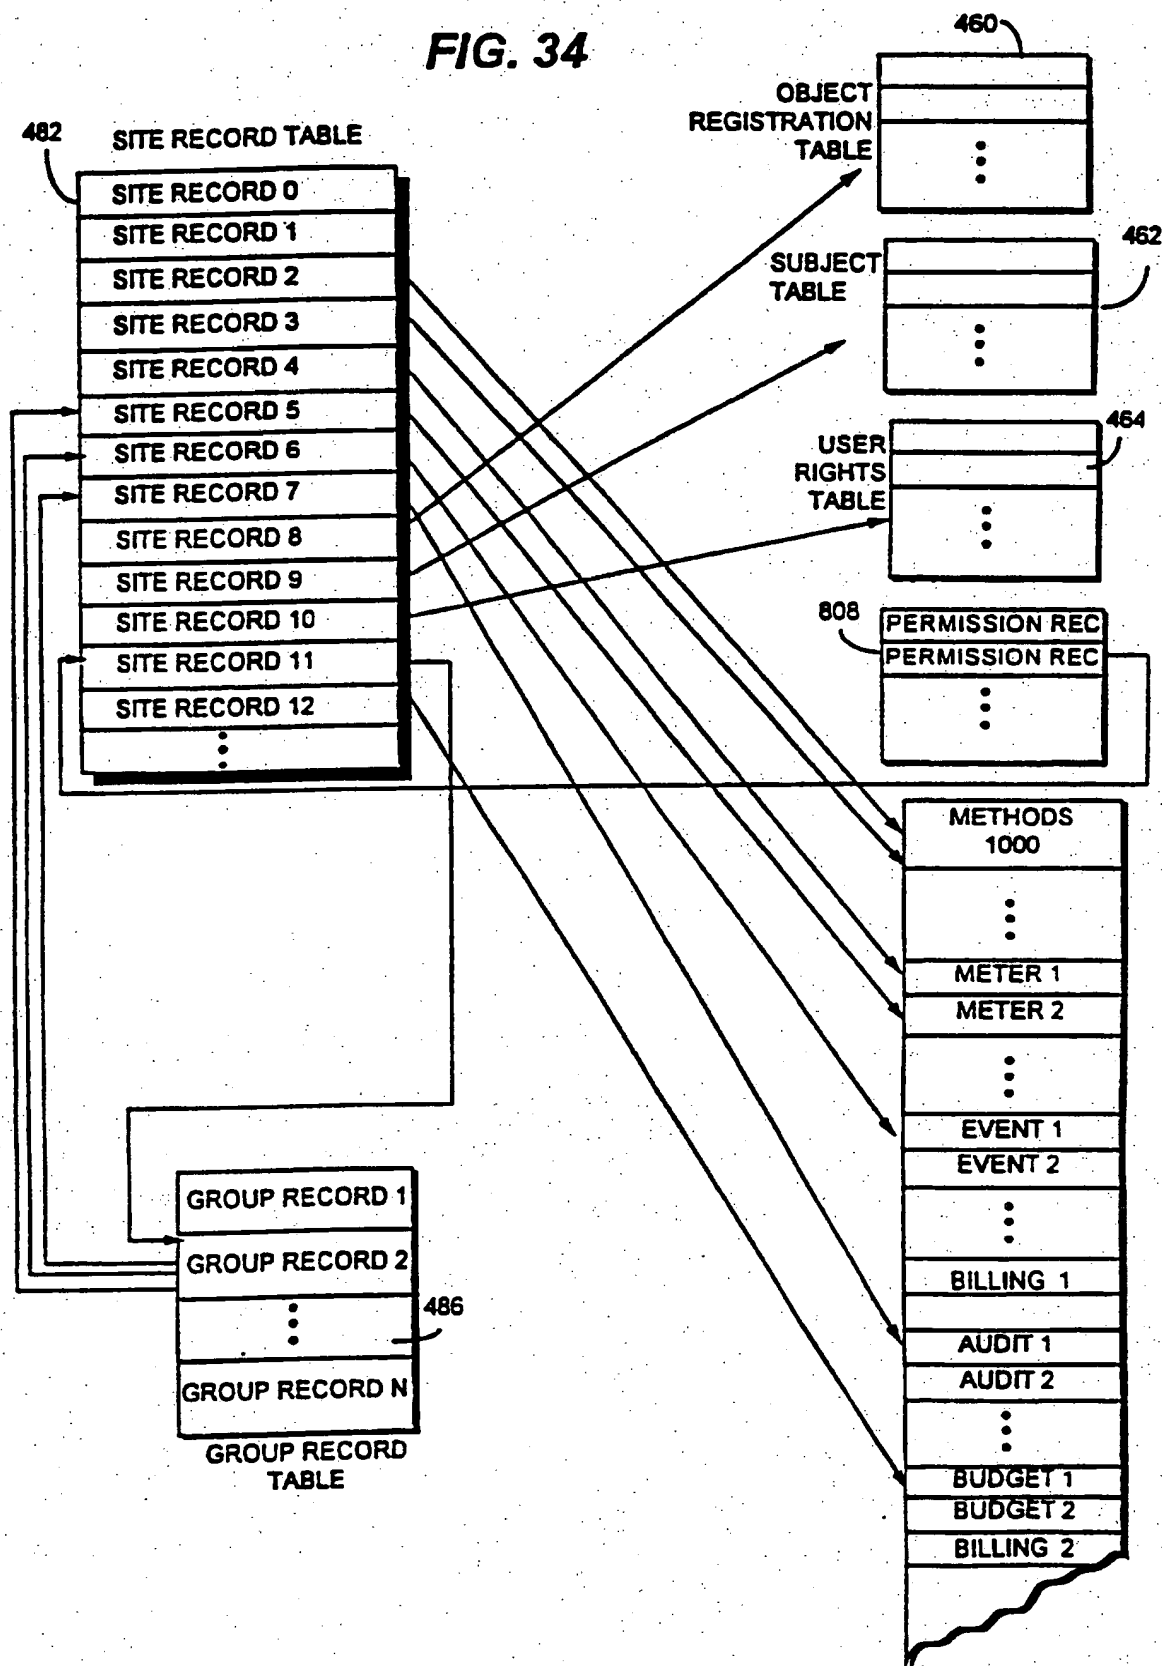 FIG. 34
482
SITE RECORD TABLE
SITE RECORD 0
SITE RECORD 1
SITE RECORD 2
SITE RECORD 3
SITE RECORD 4
SITE RECORD 5
SITE RECORD 6
SITE RECORD 7
SITE RECORD 8
SITE RECORD 9
SITE RECORD 10
SITE RECORD 11
SITE RECORD 12
460
OBJECT
REGISTRATION
TABLE
462
SUBJECT
TABLE
464
USER
RIGHTS
TABLE
808
PERMISSION REC
PERMISSION REC
METHODS
1000
METER 1
METER 2
EVENT 1
EVENT 2
BILLING 1
AUDIT 1
AUDIT 2
BUDGET 1
BUDGET 2
BILLING 2
GROUP RECORD 1
GROUP RECORD 2
486
GROUP RECORD N
GROUP RECORD
TABLE